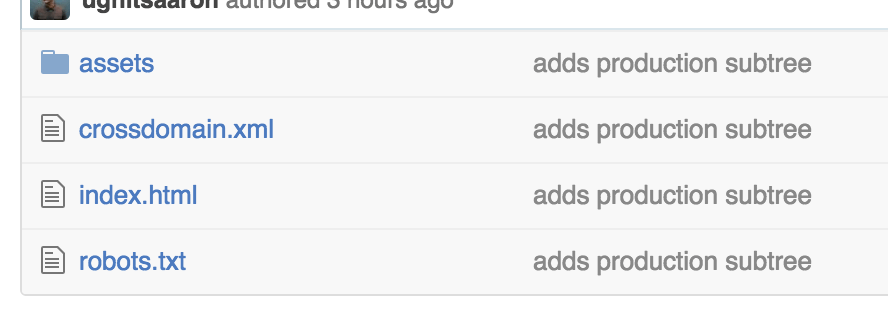 ughitsaaron authored 3 hours ago
assets adds production subtree
crossdomain.xml adds production subtree
index.html adds production subtree
robots.txt adds production subtree